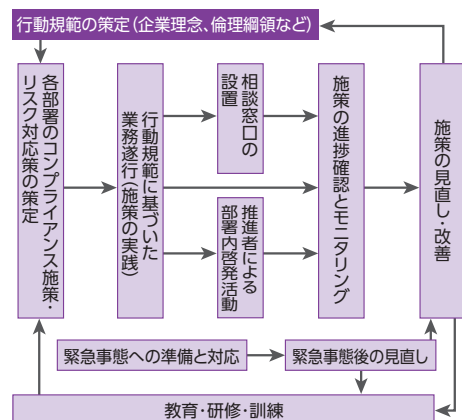 行動規範の策定(企業理念、倫理綱領など)
各部署のコンプライアンス施策・
リスク対応策の策定
行動規範に基づいた
業務遂行(施策の実践)
相談窓口の
設置
推進者による
部署内啓発活動
施策の進捗確認とモニタリング
施策の見直し・改善
緊急事態への準備と対応
緊急事態後の見直し
教育・研修・訓練